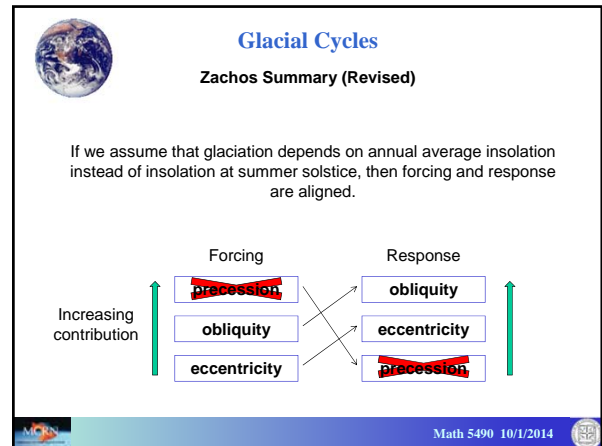 Glacial Cycles
Zachos Summary (Revised)
If we assume that glaciation depends on annual average insolation
instead of insolation at summer solstice, then forcing and response
are aligned.
Forcing
Response
Increasing
contribution
precession
obliquity
eccentricity
obliquity
eccentricity
precession
MCRN
Math 5490 10/1/2014